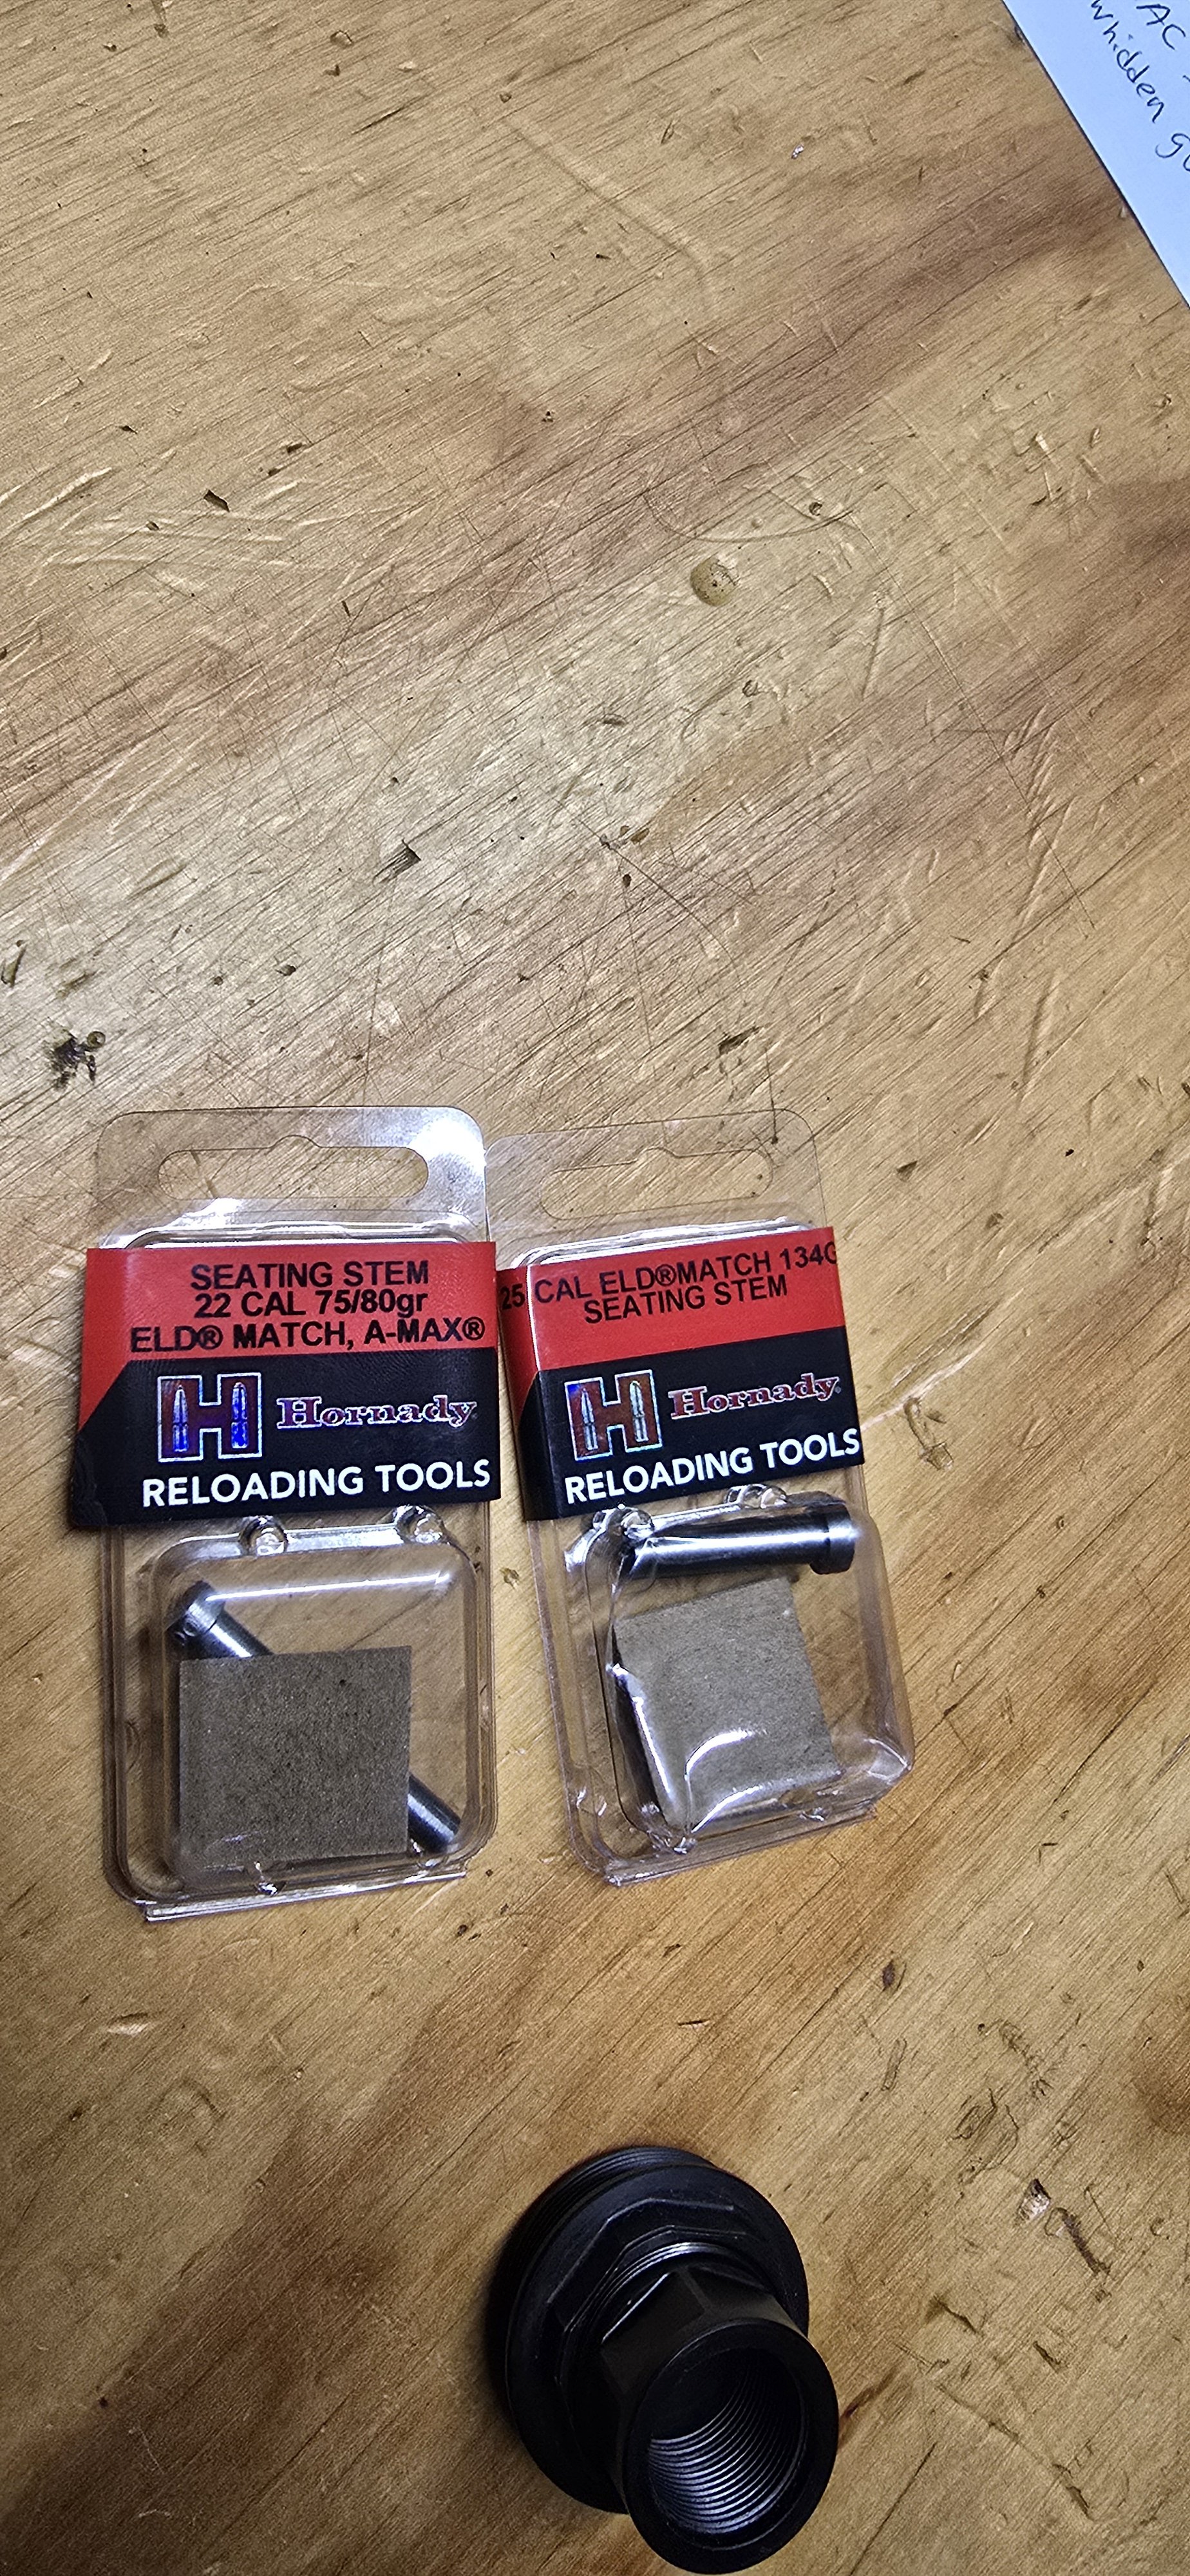 AC
whidden
SEATING STEM
22 CAL 75/80gr
ELD® MATCH, A-MAX®
H Hornady®
RELOADING TOOLS
25 CAL ELD®MATCH 134G
SEATING STEM
H Hornady®
RELOADING TOOLS